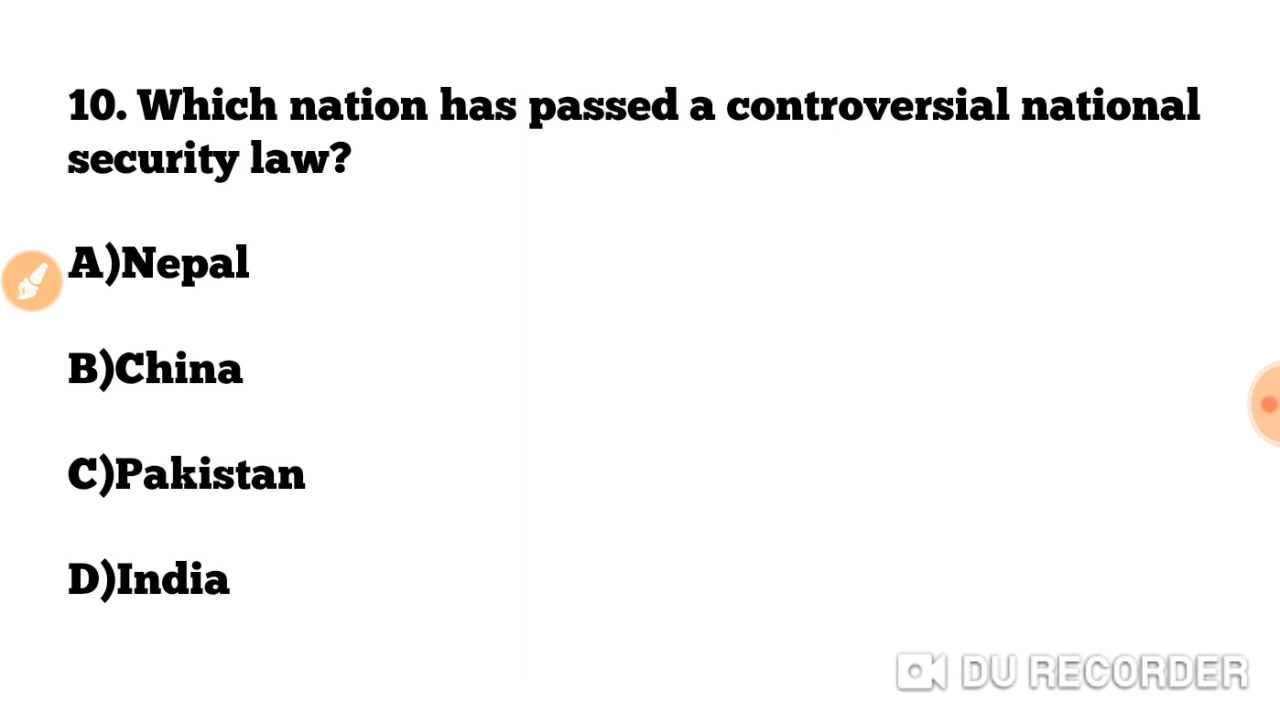 10. Which nation has passed a controversial national
security law?
A)Nepal
B)China
C)Pakistan
D)India
DU RECORDER